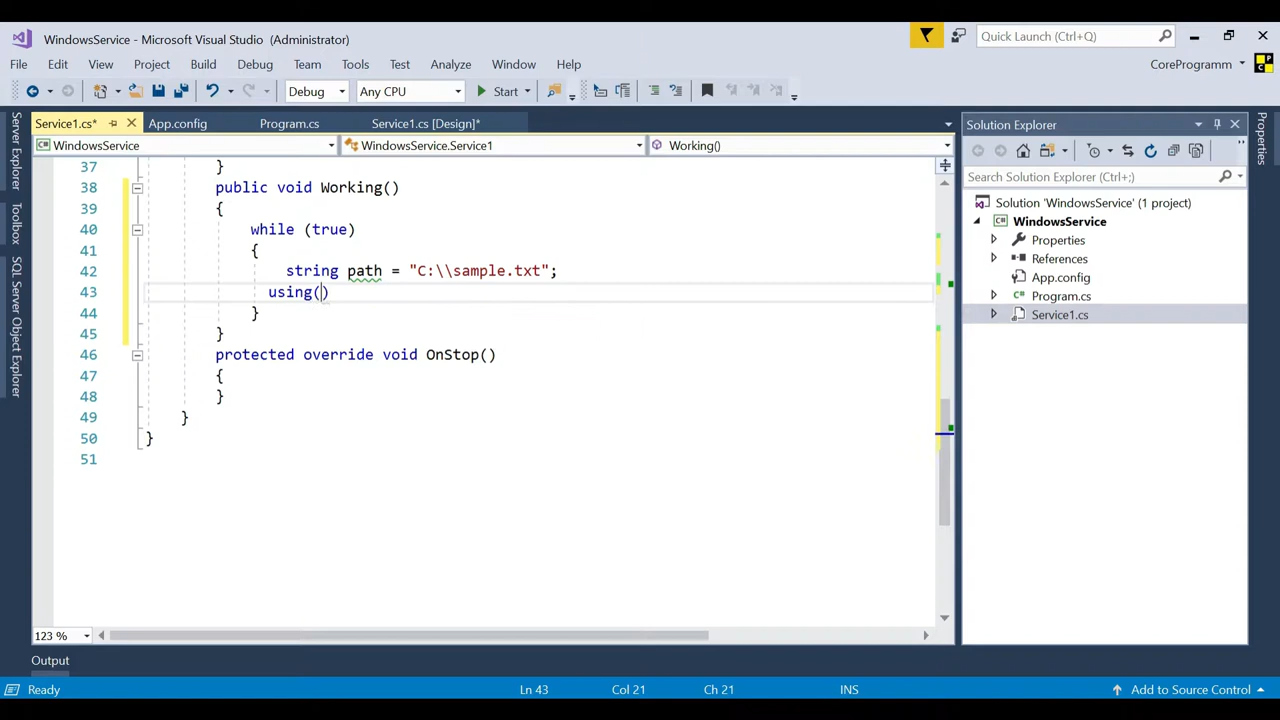 WindowsService - Microsoft Visual Studio (Administrator)
Quick Launch (Ctrl+Q)
File Edit View Project Build Debug Team Tools Test Analyze Window Help
CoreProgramm
Debug Any CPU Start
Service1.cs* App.config Program.cs Service1.cs [Design]*
WindowsService WindowsService.Service1 Working()
37 }
38 public void Working()
39 {
40 while (true)
41 {
42 string path = "C:\\sample.txt";
43 using()
44 }
45 }
46 protected override void OnStop()
47 {
48 }
49 }
50 }
51
123 %
Server Explorer
Toolbox
SQL Server Object Explorer
Solution Explorer
Search Solution Explorer (Ctrl+;)
Solution 'WindowsService' (1 project)
WindowsService
Properties
References
App.config
Program.cs
Service1.cs
Properties
Output
Ready Ln 43 Col 21 Ch 21 INS Add to Source Control